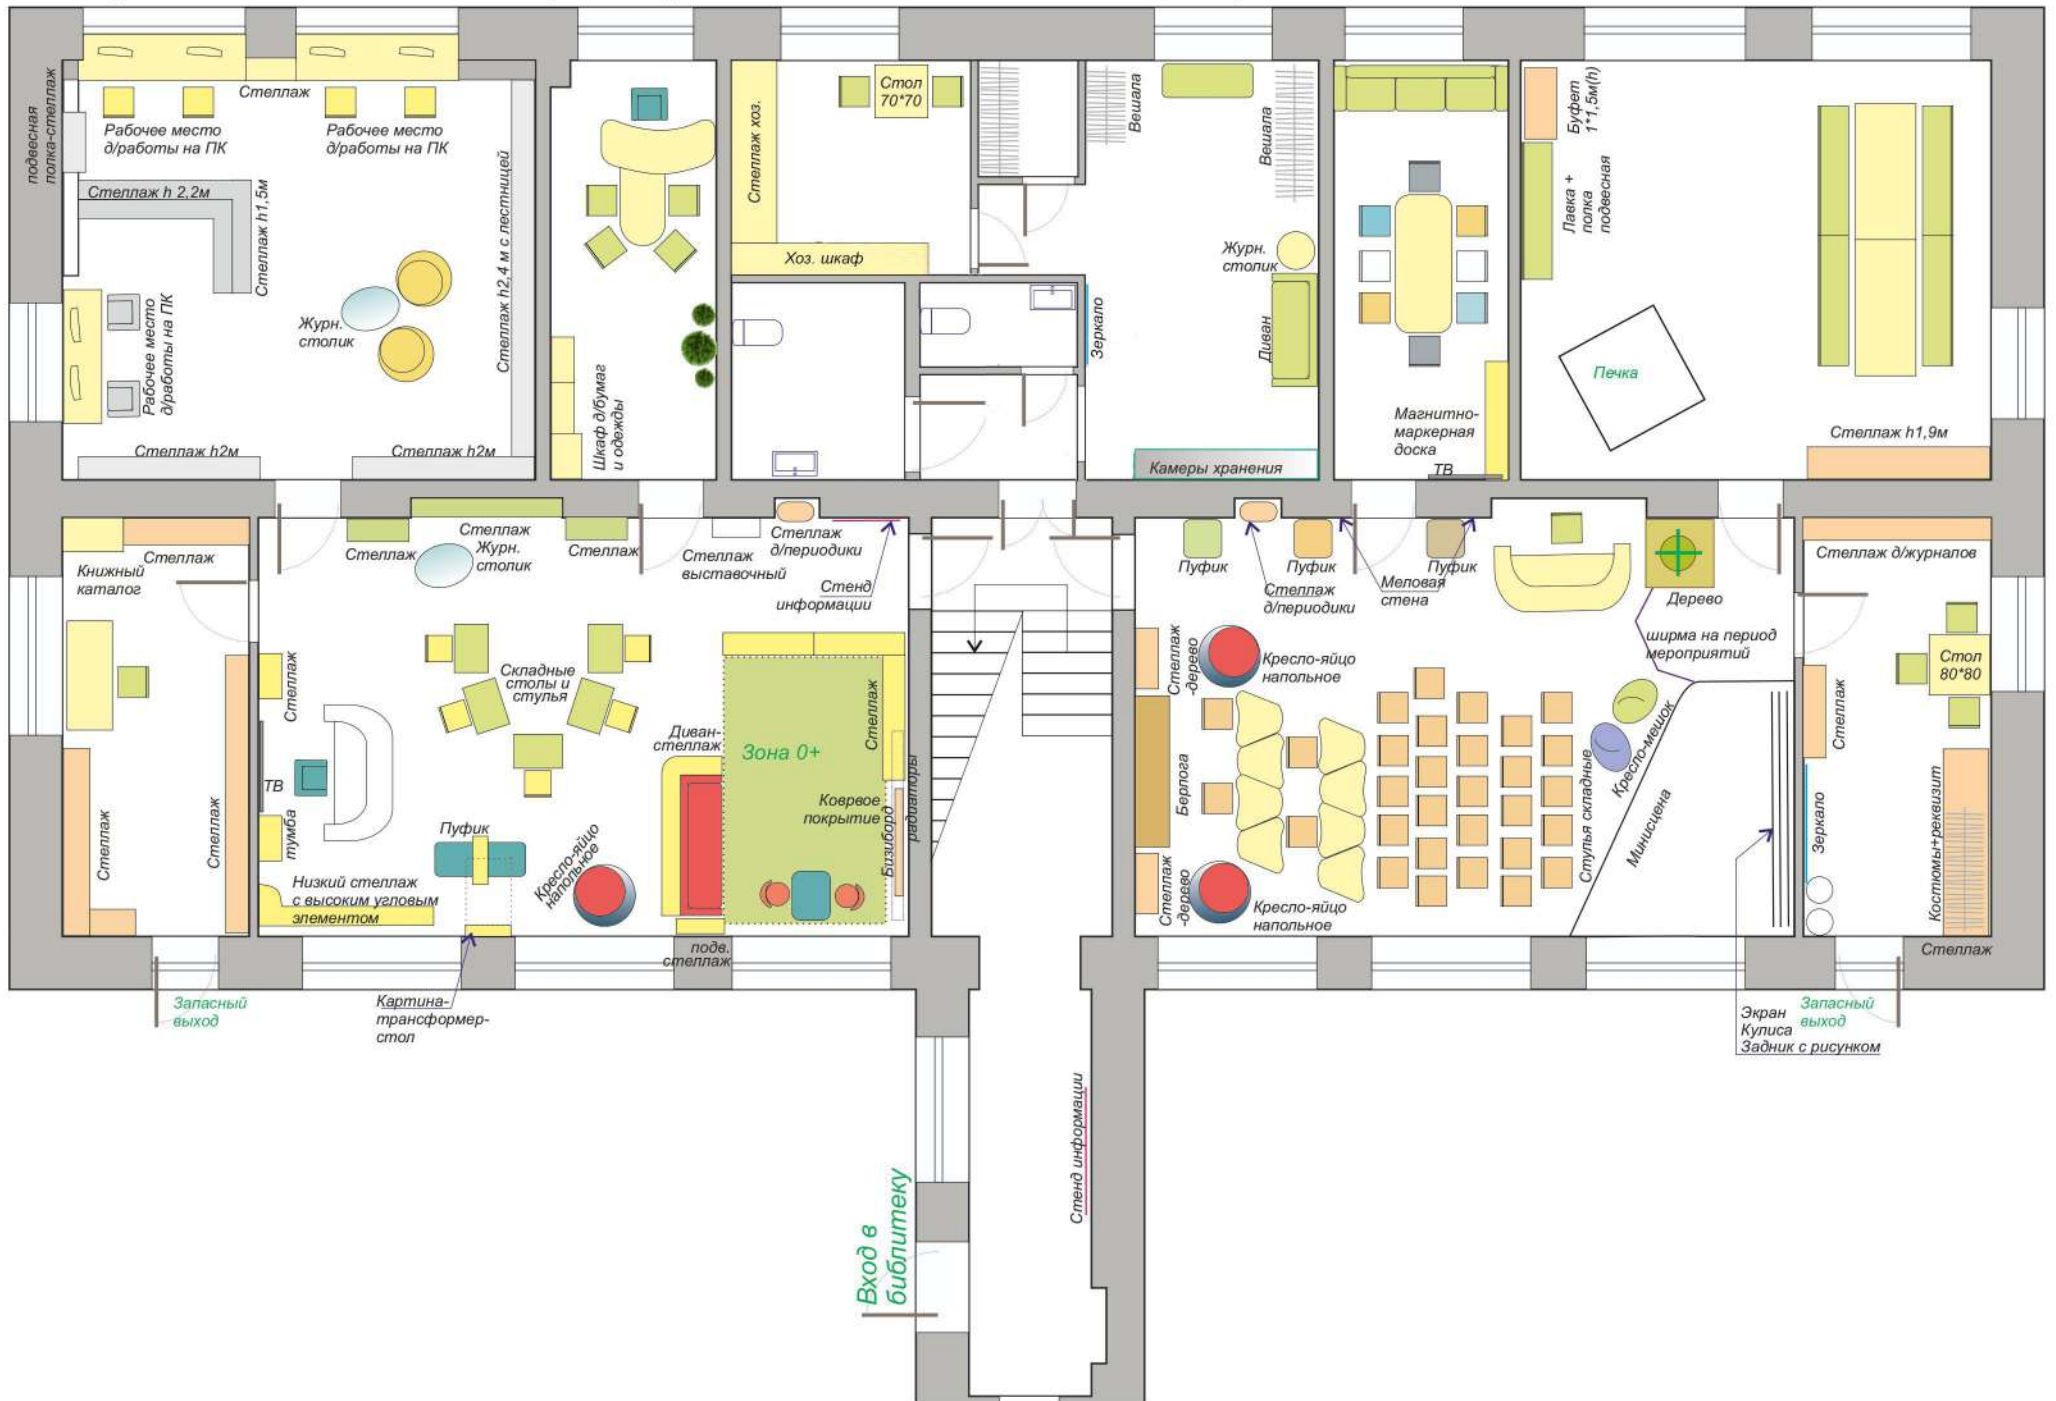 подвесная
полка-стеллаж
Стеллаж
Рабочее место
д/работы на ПК
Рабочее место
д/работы на ПК
Стеллаж h 2,2м
Стеллаж h1,5м
Стеллаж h2,4 м с лестницей
Рабочее место
д/работы на ПК
Журн.
столик
Стеллаж h2м
Стеллаж h2м
Шкаф д/бумаг
и одежды
Стеллаж хоз.
Стол
70*70
Хоз. шкаф
Вешала
Вешала
Журн.
столик
Зеркало
Диван
Камеры хранения
Магнитно-
маркерная
доска
ТВ
Буфет
1*1,5м(h)
Лавка +
полка
подвесная
Печка
Стеллаж h1,9м
Стеллаж
Книжный
каталог
Стеллаж
Стеллаж
Стеллаж
Стеллаж
Журн.
столик
Стеллаж
Стеллаж
выставочный
Стеллаж
д/периодики
Стенд
информации
Стеллаж
Складные
столы и
стулья
ТВ
тумба
Диван-
стеллаж
Зона 0+
Стеллаж
радиаторы
Коврвое
покрытие
Бизиборд
Пуфик
Кресло-яйцо
напольное
Низкий стеллаж
с высоким угловым
элементом
подв.
стеллаж
Запасный
выход
Картина-
трансформер-
стол
Пуфик
Пуфик
Пуфик
Стеллаж
д/периодики
Меловая
стена
Дерево
ширма на период
мероприятий
Стеллаж
-дерево
Кресло-яйцо
напольное
Берлога
Стеллаж
-дерево
Кресло-яйцо
напольное
Стулья складные
Кресло-мешок
Минисцена
Стеллаж д/журналов
Стол
80*80
Стеллаж
Зеркало
Костюмы+реквизит
Стеллаж
Экран
Кулиса
Задник с рисунком
Запасный
выход
Стенд информации
Вход в
библитеку